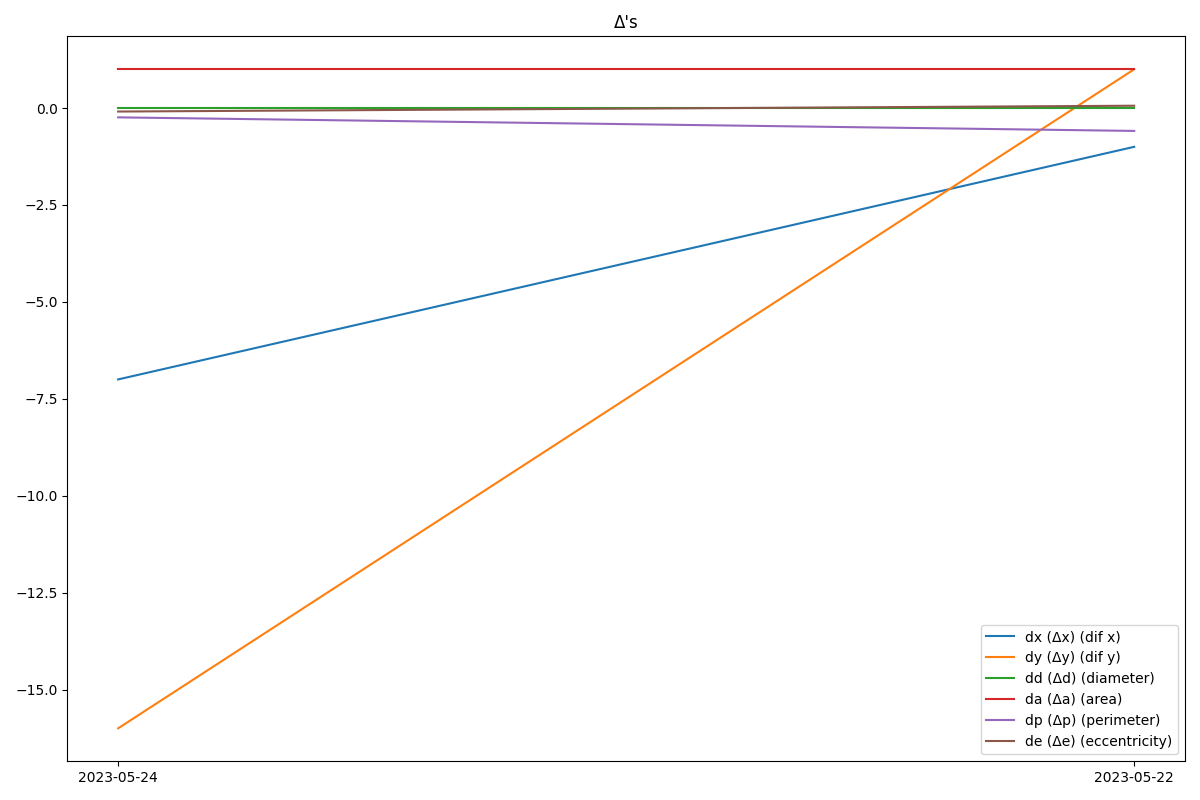 Δ's
0.0
−2.5
−5.0
−7.5
−10.0
−12.5
−15.0
2023-05-24
2023-05-22
dx (Δx) (dif x)
dy (Δy) (dif y)
dd (Δd) (diameter)
da (Δa) (area)
dp (Δp) (perimeter)
de (Δe) (eccentricity)